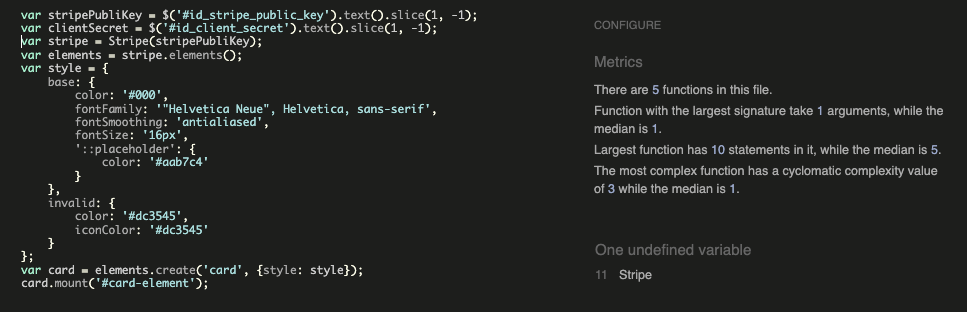 var stripePubliKey = $('#id_stripe_public_key').text().slice(1, -1);
var clientSecret = $('#id_client_secret').text().slice(1, -1);
var stripe = Stripe(stripePubliKey);
var elements = stripe.elements();
var style = {
    base: {
        color: '#000',
        fontFamily: '"Helvetica Neue", Helvetica, sans-serif',
        fontSmoothing: 'antialiased',
        fontSize: '16px',
        '::placeholder': {
            color: '#aab7c4'
        }
    },
    invalid: {
        color: '#dc3545',
        iconColor: '#dc3545'
    }
};
var card = elements.create('card', {style: style});
card.mount('#card-element');
CONFIGURE
Metrics
There are 5 functions in this file.
Function with the largest signature take 1 arguments, while the
median is 1.
Largest function has 10 statements in it, while the median is 5.
The most complex function has a cyclomatic complexity value
of 3 while the median is 1.
One undefined variable
11 Stripe